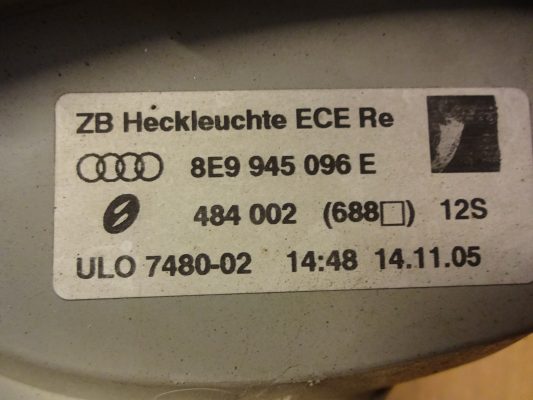 ZB Heckleuchte ECE Re
8E9 945 096 E
484 002 (688□) 12S
ULO 7480-02 14:48 14.11.05